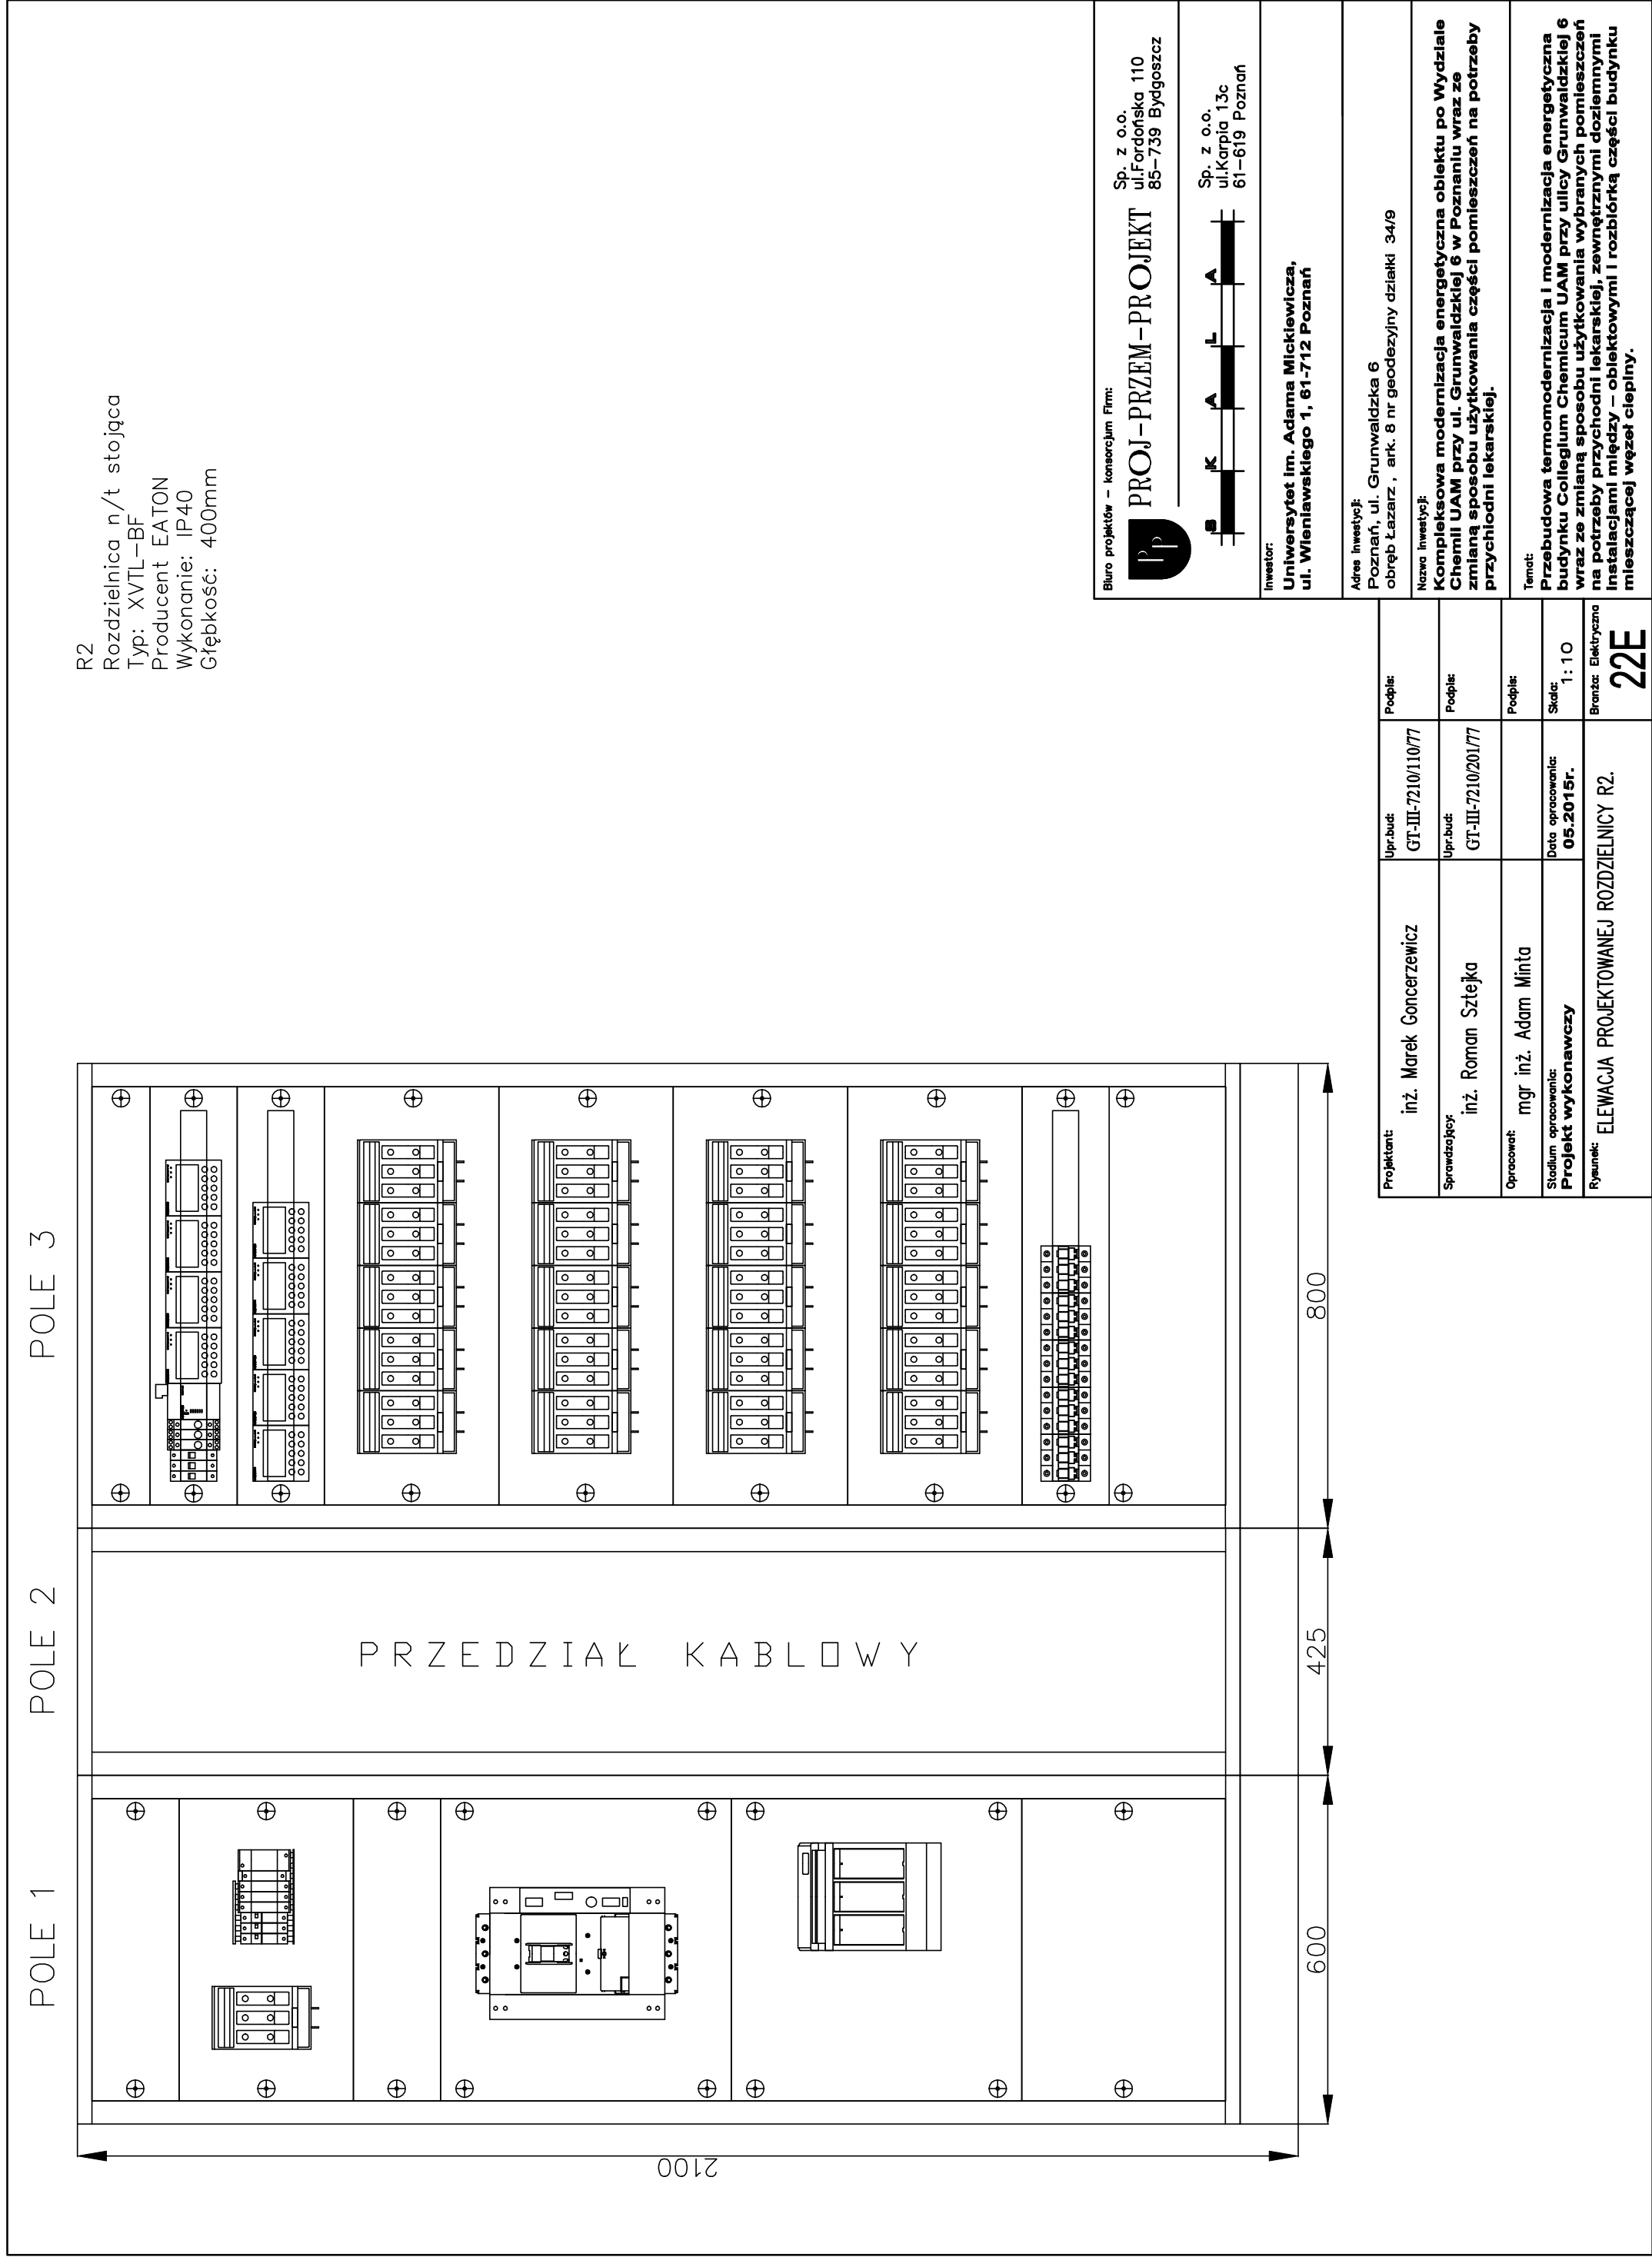 POLE 1
POLE 2
POLE 3
PRZEDZIAŁ KABLOWY
2100
600
425
800
R2
Rozdzielnica n/t stojąca
Typ: XVTL-BF
Producent EATON
Wykonanie: IP40
Głębkość: 400mm
Biuro projektów – konsorcjum Firm:
PP
PROJ-PRZEM-PROJEKT
Sp. z o.o.
ul.Fordońska 110
85-739 Bydgoszcz
S K A L A
Sp. z o.o.
ul.Karpia 13c
61-619 Poznań
Inwestor:
Uniwersytet im. Adama Mickiewicza,
ul. Wieniawskiego 1, 61-712 Poznań
Adres Inwestycji:
Poznań, ul. Grunwaldzka 6
obręb Łazarz , ark. 8 nr geodezyjny działki 34/9
Nazwa Inwestycji:
Kompleksowa modernizacja energetyczna obiektu po Wydziale
Chemii UAM przy ul. Grunwaldzkiej 6 w Poznaniu wraz ze
zmianą sposobu użytkowania części pomieszczeń na potrzeby
przychiodni lekarskiej.
Temat:
Przebudowa termomodernizacja i modernizacja energetyczna
budynku Collegium Chemicum UAM przy ulicy Grunwaldzkiej 6
wraz ze zmianą sposobu użytkowania wybranych pomieszczeń
na potrzeby przychodni lekarskiej, zewnętrznymi doziemnymi
instalacjami między – obiektowymi i rozbiórką części budynku
mieszczącej węzeł cieplny.
Projektant:
inż. Marek Goncerzewicz
Upr.bud:
GT-III-7210/110/77
Podpis:
Sprawdzający:
inż. Roman Sztejka
Upr.bud:
GT-III-7210/201/77
Podpis:
Opracował:
mgr inż. Adam Minta
Podpis:
Stadium opracowania:
Projekt wykonawczy
Data opracowania:
05.2015r.
Skala:
1:10
Rysunek:
ELEWACJA PROJEKTOWANEJ ROZDZIELNICY R2.
Branża: Elektryczna
22E